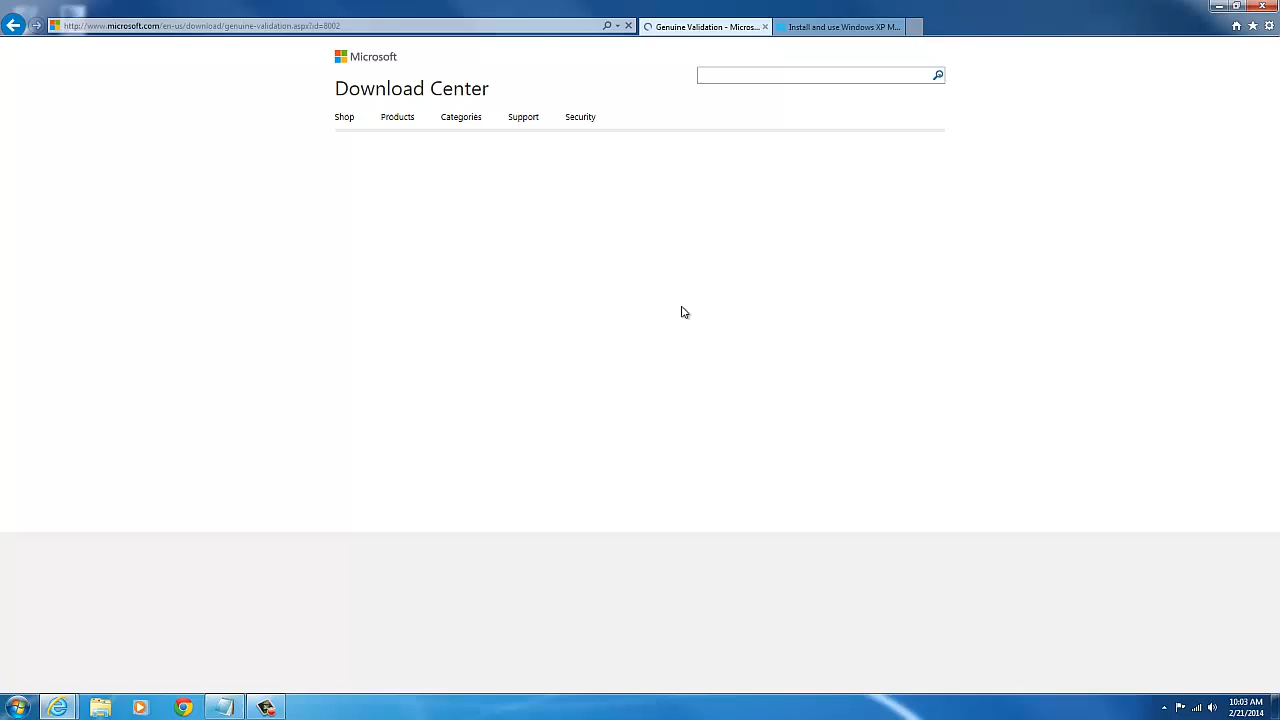 http://www.microsoft.com/en-us/download/genuine-validation.aspx?id=8002
Genuine Validation - Micros...
Install and use Windows XP M...
Microsoft
Download Center
Shop
Products
Categories
Support
Security
10:03 AM
2/21/2014